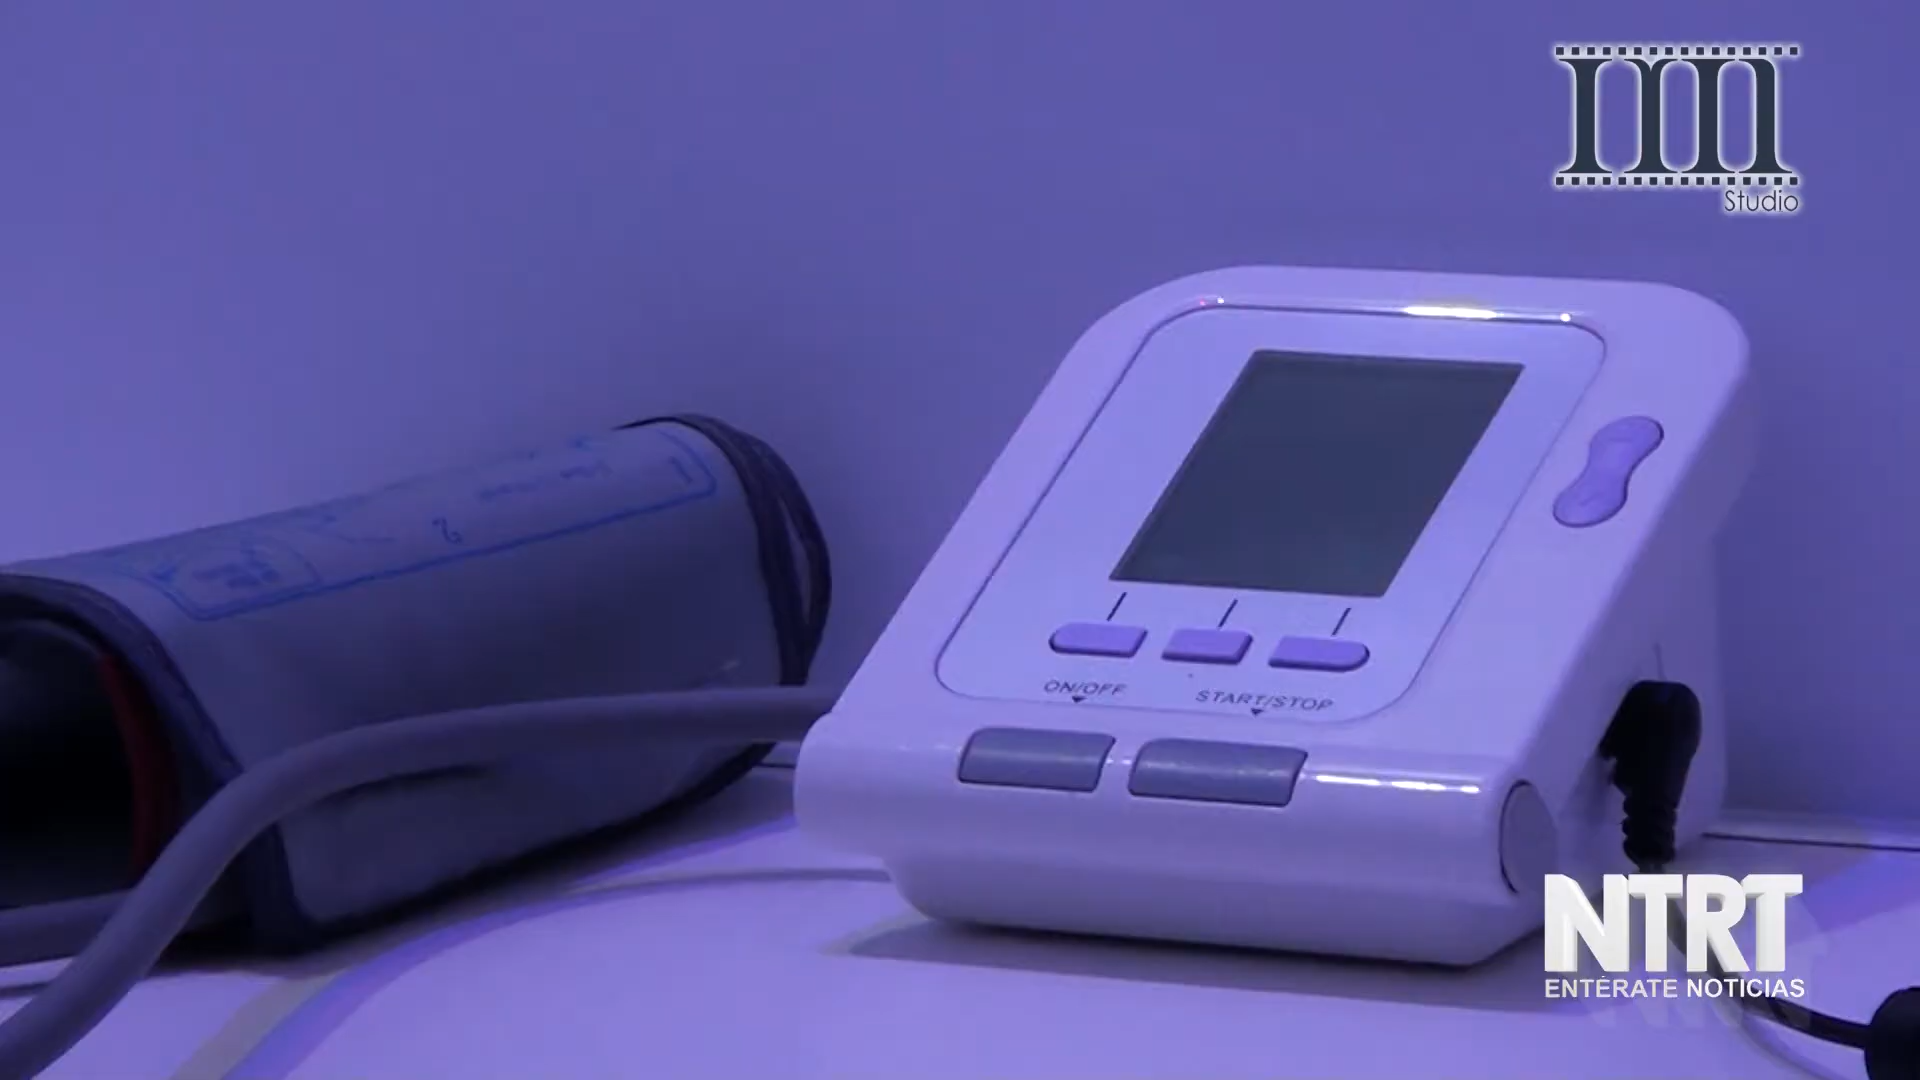 Studio
ON/OFF
START/STOP
NTRT
ENTÉRATE NOTICIAS